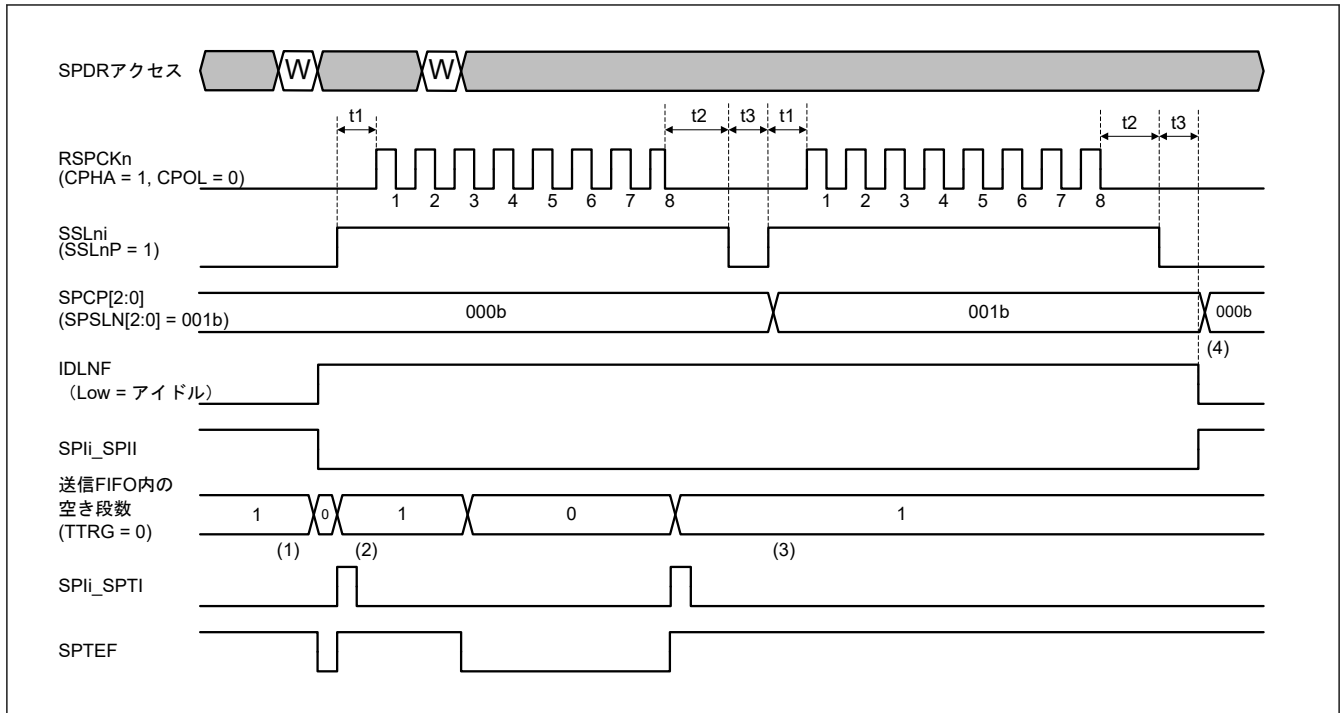 SPDRアクセス
W W
t1 t2 t3 t1 t2 t3
RSPCKn
(CPHA = 1, CPOL = 0)
1 2 3 4 5 6 7 8 1 2 3 4 5 6 7 8
SSLni
(SSLnP = 1)
SPCP[2:0]
(SPSLN[2:0] = 001b)
000b 001b 000b
(4)
IDLNF
（Low = アイドル）
SPIi_SPII
送信FIFO内の
空き段数
(TTRG = 0)
1 0 1 0 1
(1) (2) (3)
SPIi_SPTI
SPTEF